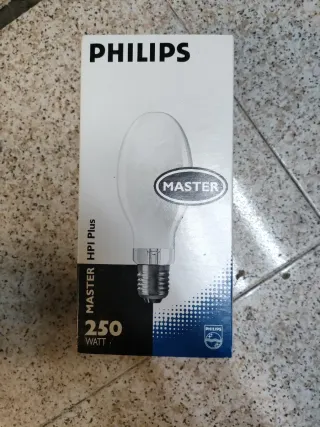 PHILIPS
MASTER
MASTER HPI Plus
250
WATT
PHILIPS